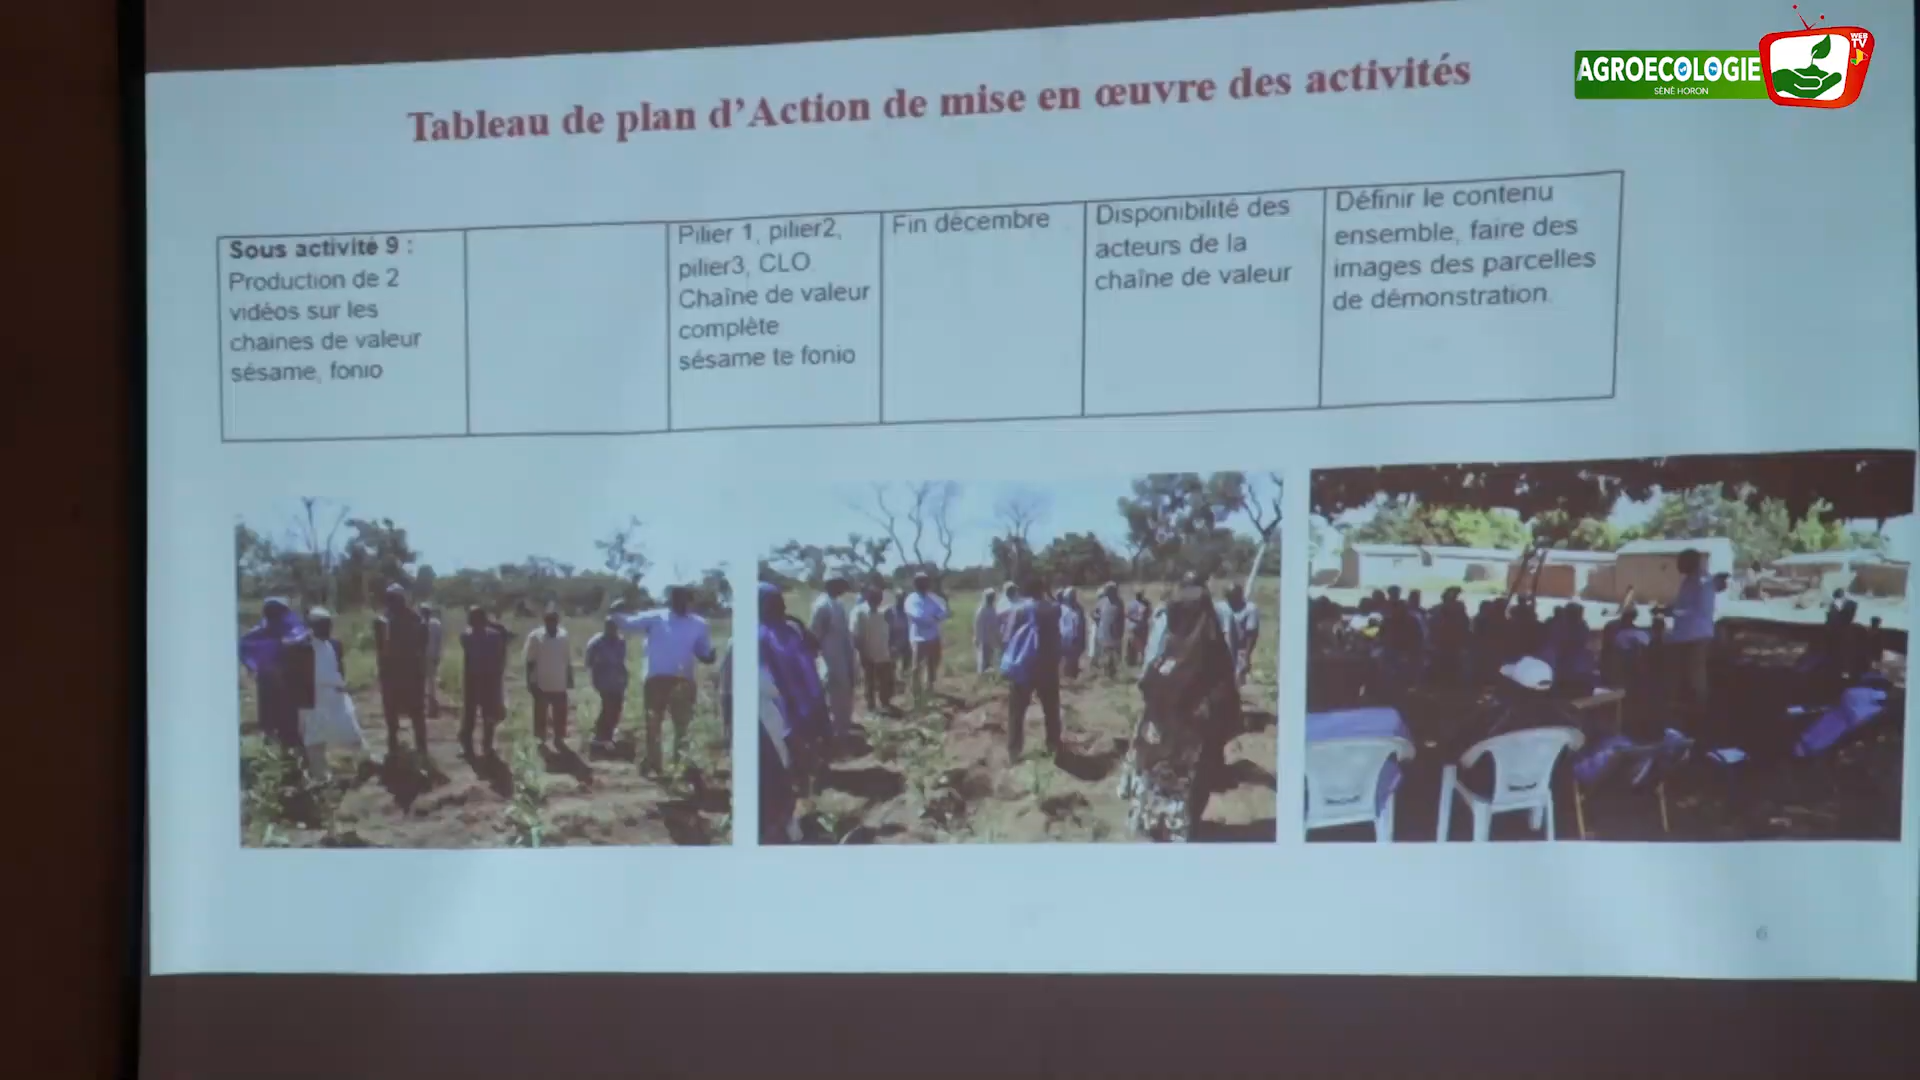 Tableau de plan d'Action de mise en œuvre des activités
AGROECOLOGIE
SÈNÈ HORON
WEB
TV
Sous activité 9 :
Production de 2
vidéos sur les
chaines de valeur
sésame, fonio
Pilier 1, pilier2,
pilier3, CLO
Chaîne de valeur
complète
sésame te fonio
Fin décembre
Disponibilité des
acteurs de la
chaîne de valeur
Définir le contenu
ensemble, faire des
images des parcelles
de démonstration.
6